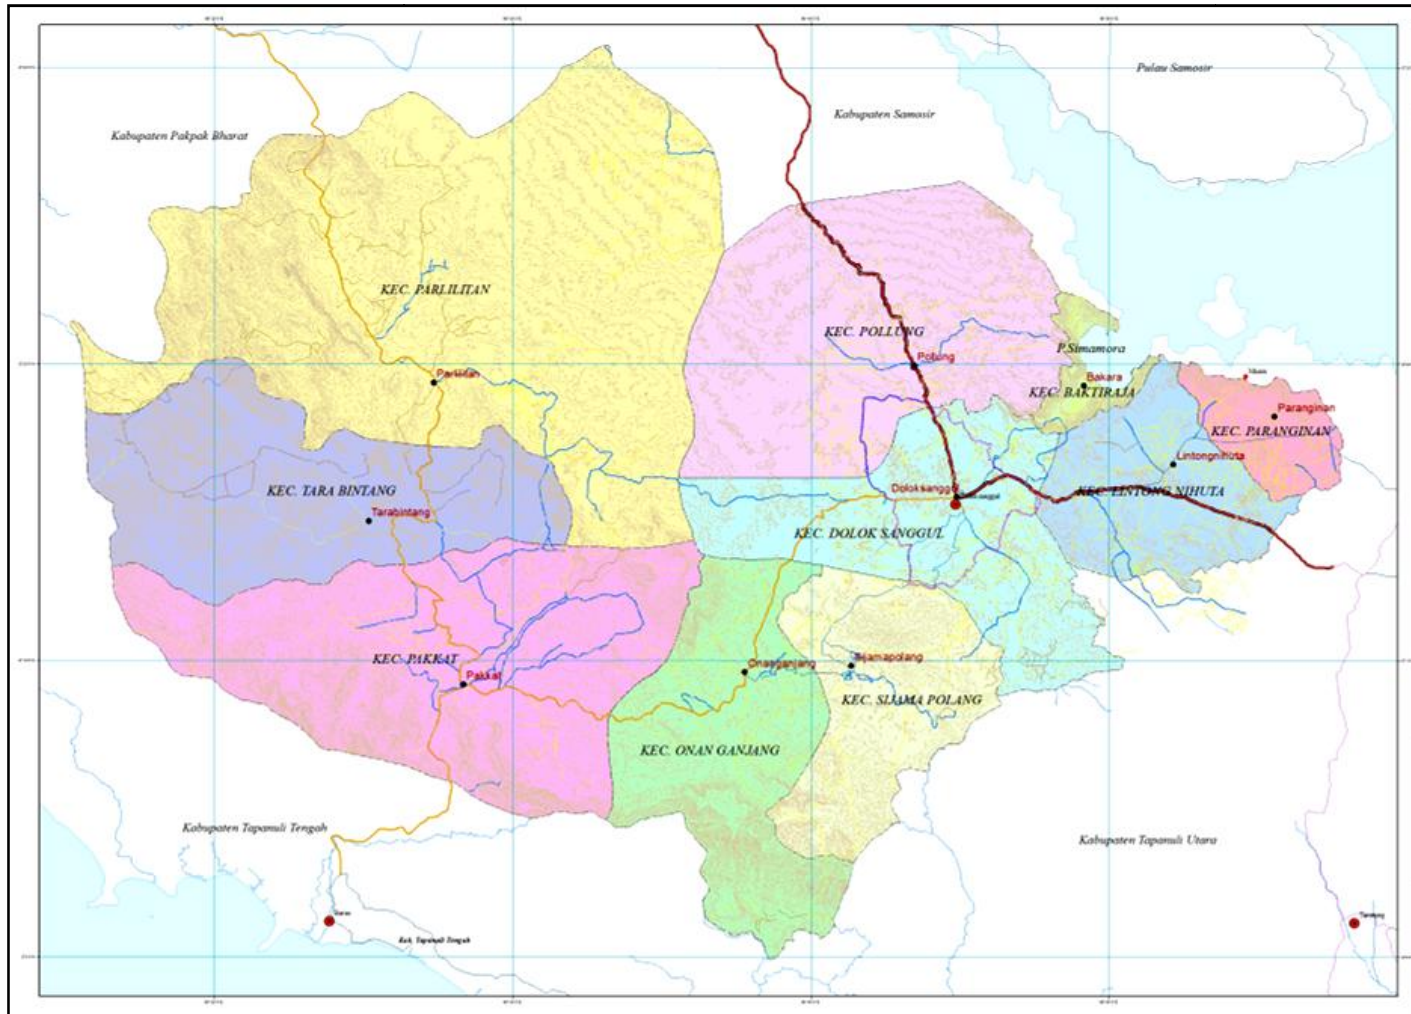 Pulau Samosir
Kabupaten Samosir
Kabupaten Pakpak Bharat
KEC. PARLILITAN
KEC. POLLUNG
P.Simamora
Pollung
Parlilitan
Bakara
KEC. BAKTIRAJA
Paranginan
KEC. PARANGINAN
Lintongnihuta
KEC. TARA BINTANG
Doloksanggul
KEC. LINTONG NIHUTA
Tarabintang
KEC. DOLOK SANGGUL
KEC. PAKKAT
Onanganjang
Sijamapolang
Pakkat
KEC. SIJAMA POLANG
KEC. ONAN GANJANG
Kabupaten Tapanuli Tengah
Kabupaten Tapanuli Utara
Barus
Tarutung
Kab. Tapanuli Tengah